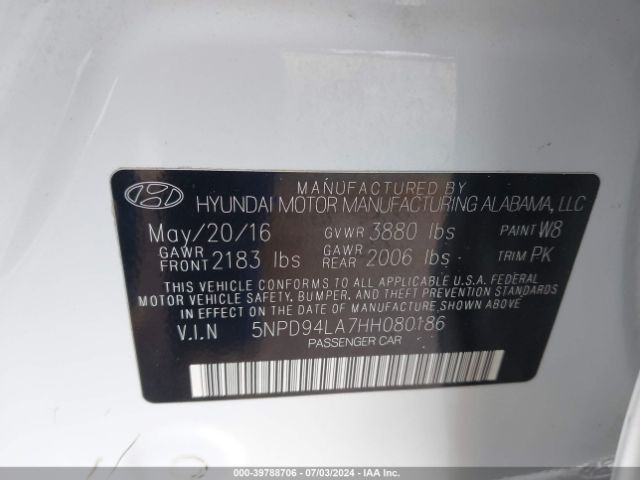 MANUFACTURED BY
HYUNDAI MOTOR MANUFACTURING ALABAMA, LLC
May/20/16 GVWR 3880 lbs PAINT W8
GAWR FRONT 2183 lbs GAWR REAR 2006 lbs TRIM PK
THIS VEHICLE CONFORMS TO ALL APPLICABLE U.S.A. FEDERAL
MOTOR VEHICLE SAFETY, BUMPER, AND THEFT PREVENTION STANDARDS
IN EFFECT ON THE DATE OF MANUFACTURE SHOWN ABOVE
V.I.N 5NPD94LA7HH080186
PASSENGER CAR
000-39788706 - 07/03/2024 - IAA Inc.